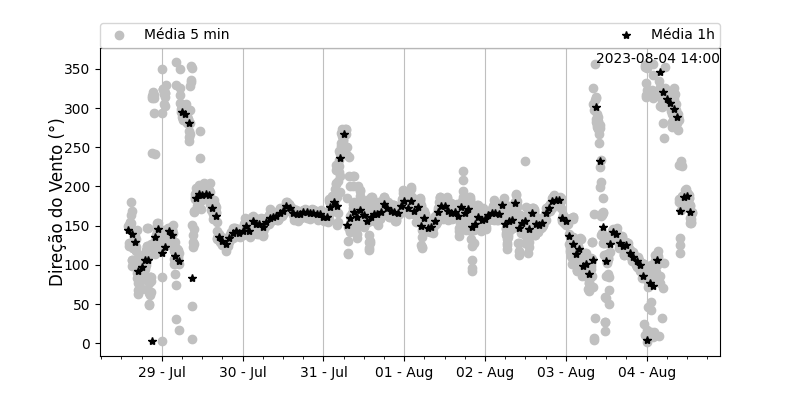 Média 5 min
Média 1h
2023-08-04 14:00
Direção do Vento (°)
350
300
250
200
150
100
50
0
29 - Jul
30 - Jul
31 - Jul
01 - Aug
02 - Aug
03 - Aug
04 - Aug